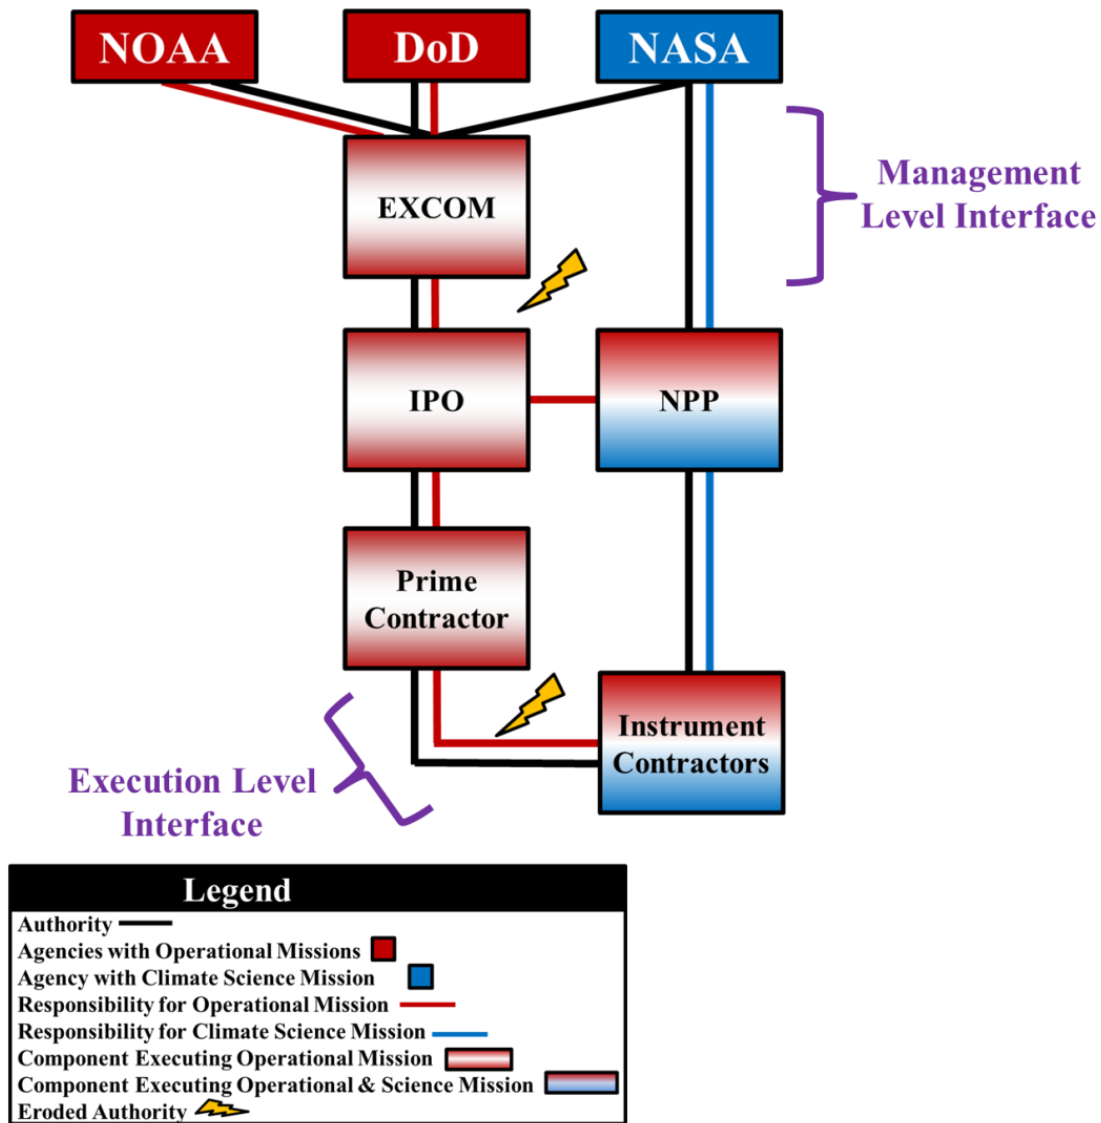 NOAA
DoD
NASA
EXCOM
Management
Level Interface
IPO
NPP
Prime
Contractor
Instrument
Contractors
Execution Level
Interface
Legend
Authority
Agencies with Operational Missions
Agency with Climate Science Mission
Responsibility for Operational Mission
Responsibility for Climate Science Mission
Component Executing Operational Mission
Component Executing Operational & Science Mission
Eroded Authority